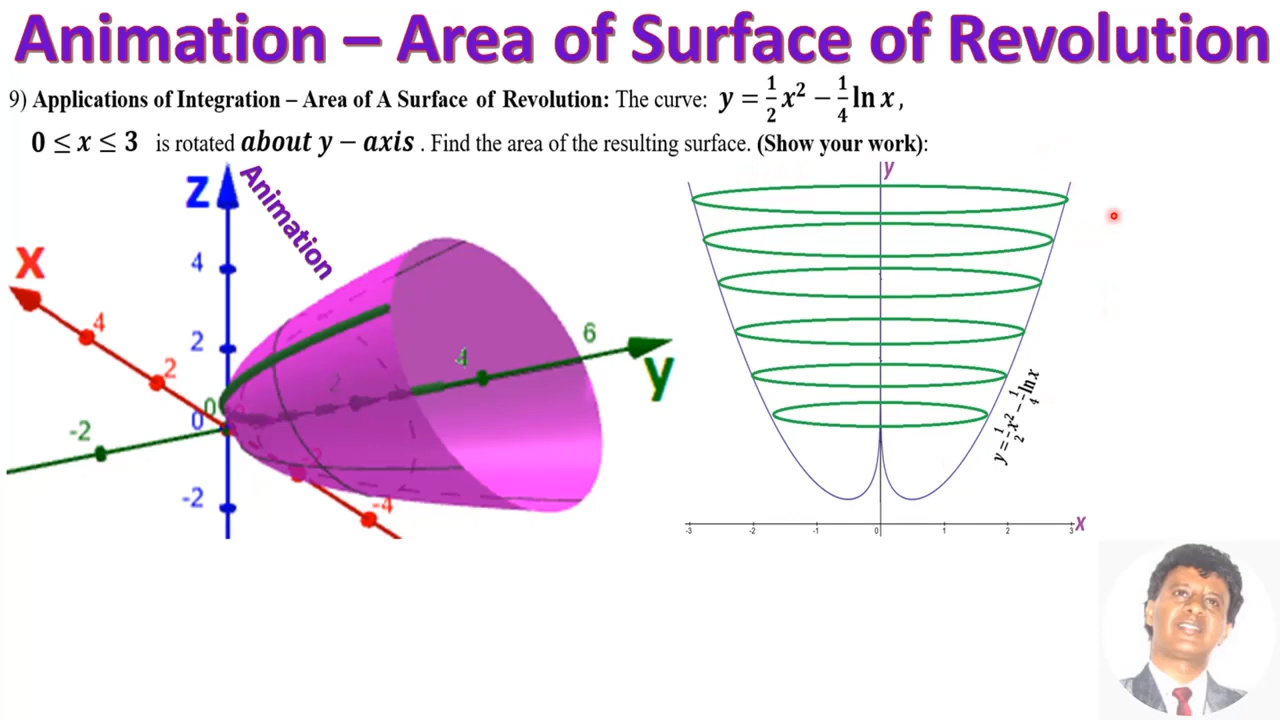 Animation – Area of Surface of Revolution
9) Applications of Integration – Area of A Surface of Revolution: The curve: y = 1/2 x² − 1/4 ln x ,
0 ≤ x ≤ 3 is rotated about y − axis . Find the area of the resulting surface. (Show your work):
Animation
Z
X
Y
4
2
0
-2
4
2
0
-2
-4
-2
2
4
6
y
x
-3
-2
-1
0
1
2
3
y = 1/2 x² − 1/4 ln x